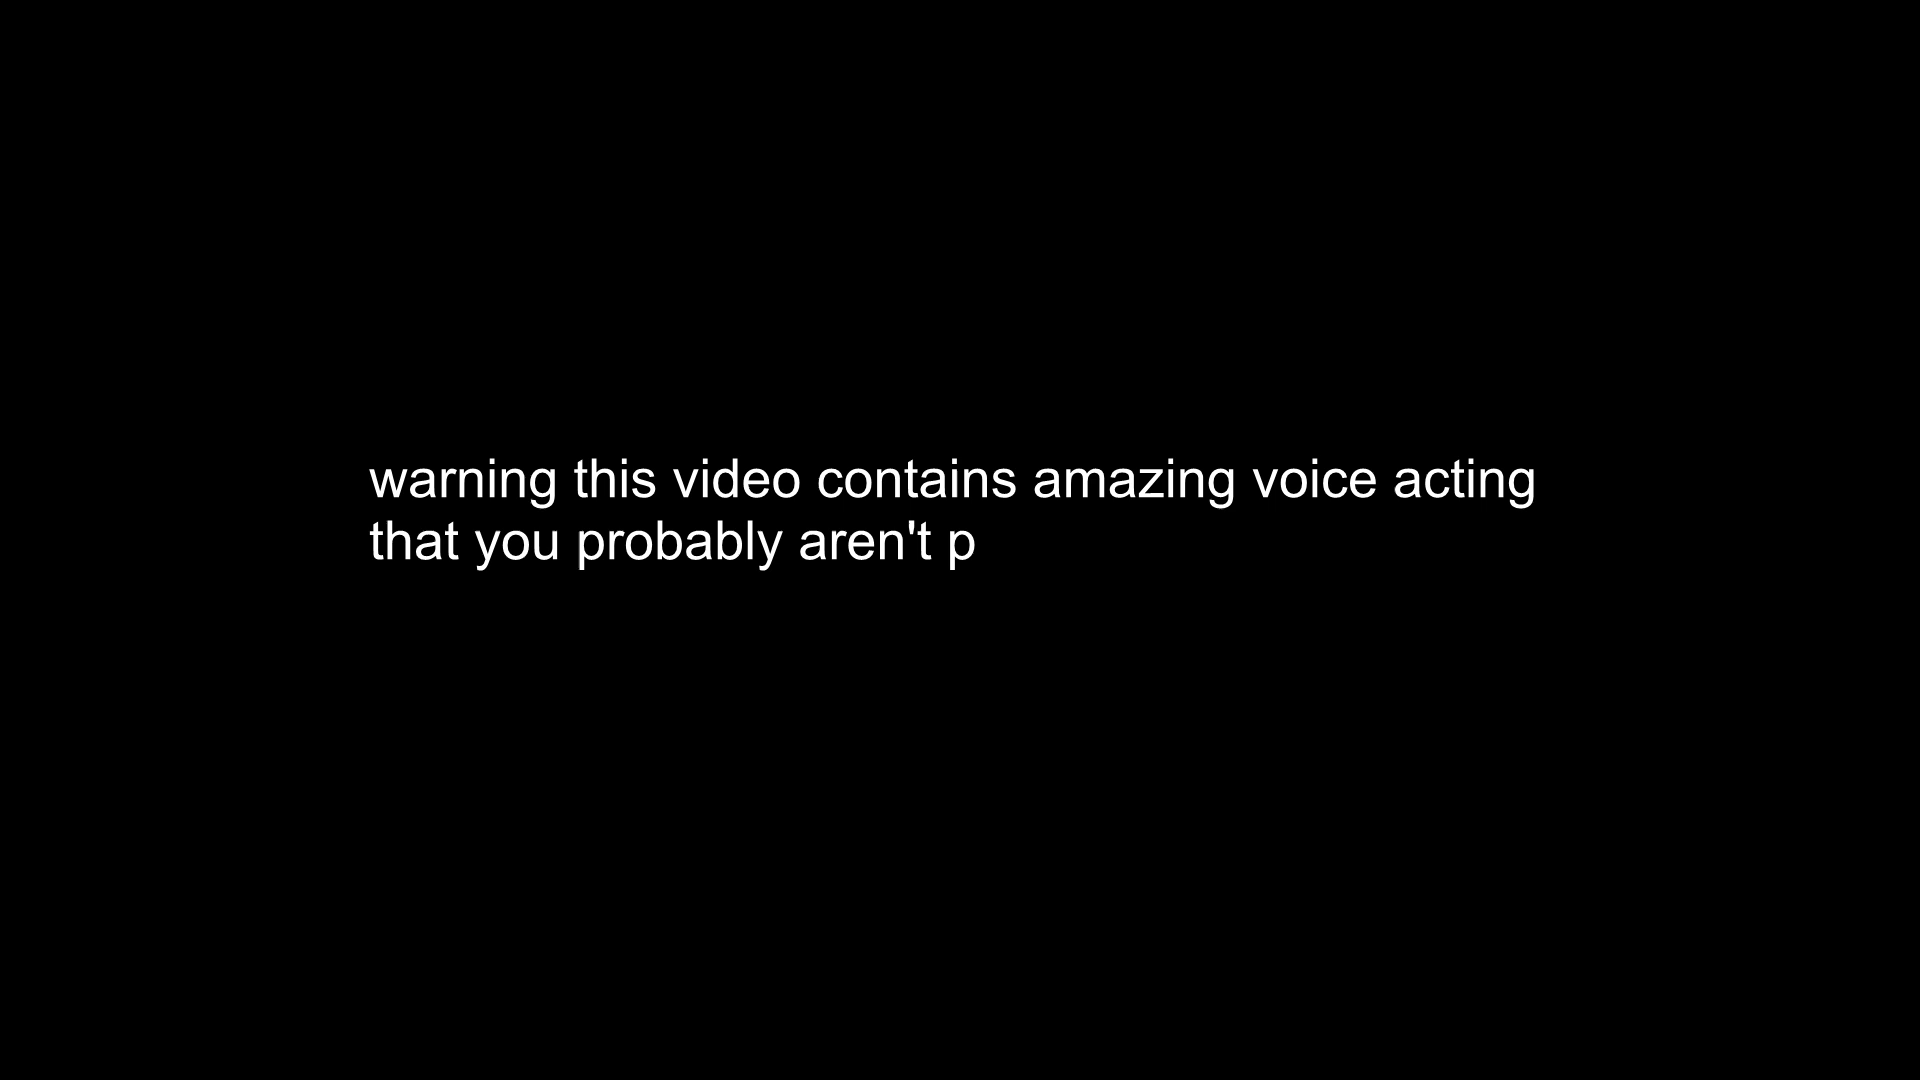 warning this video contains amazing voice acting
that you probably aren't p